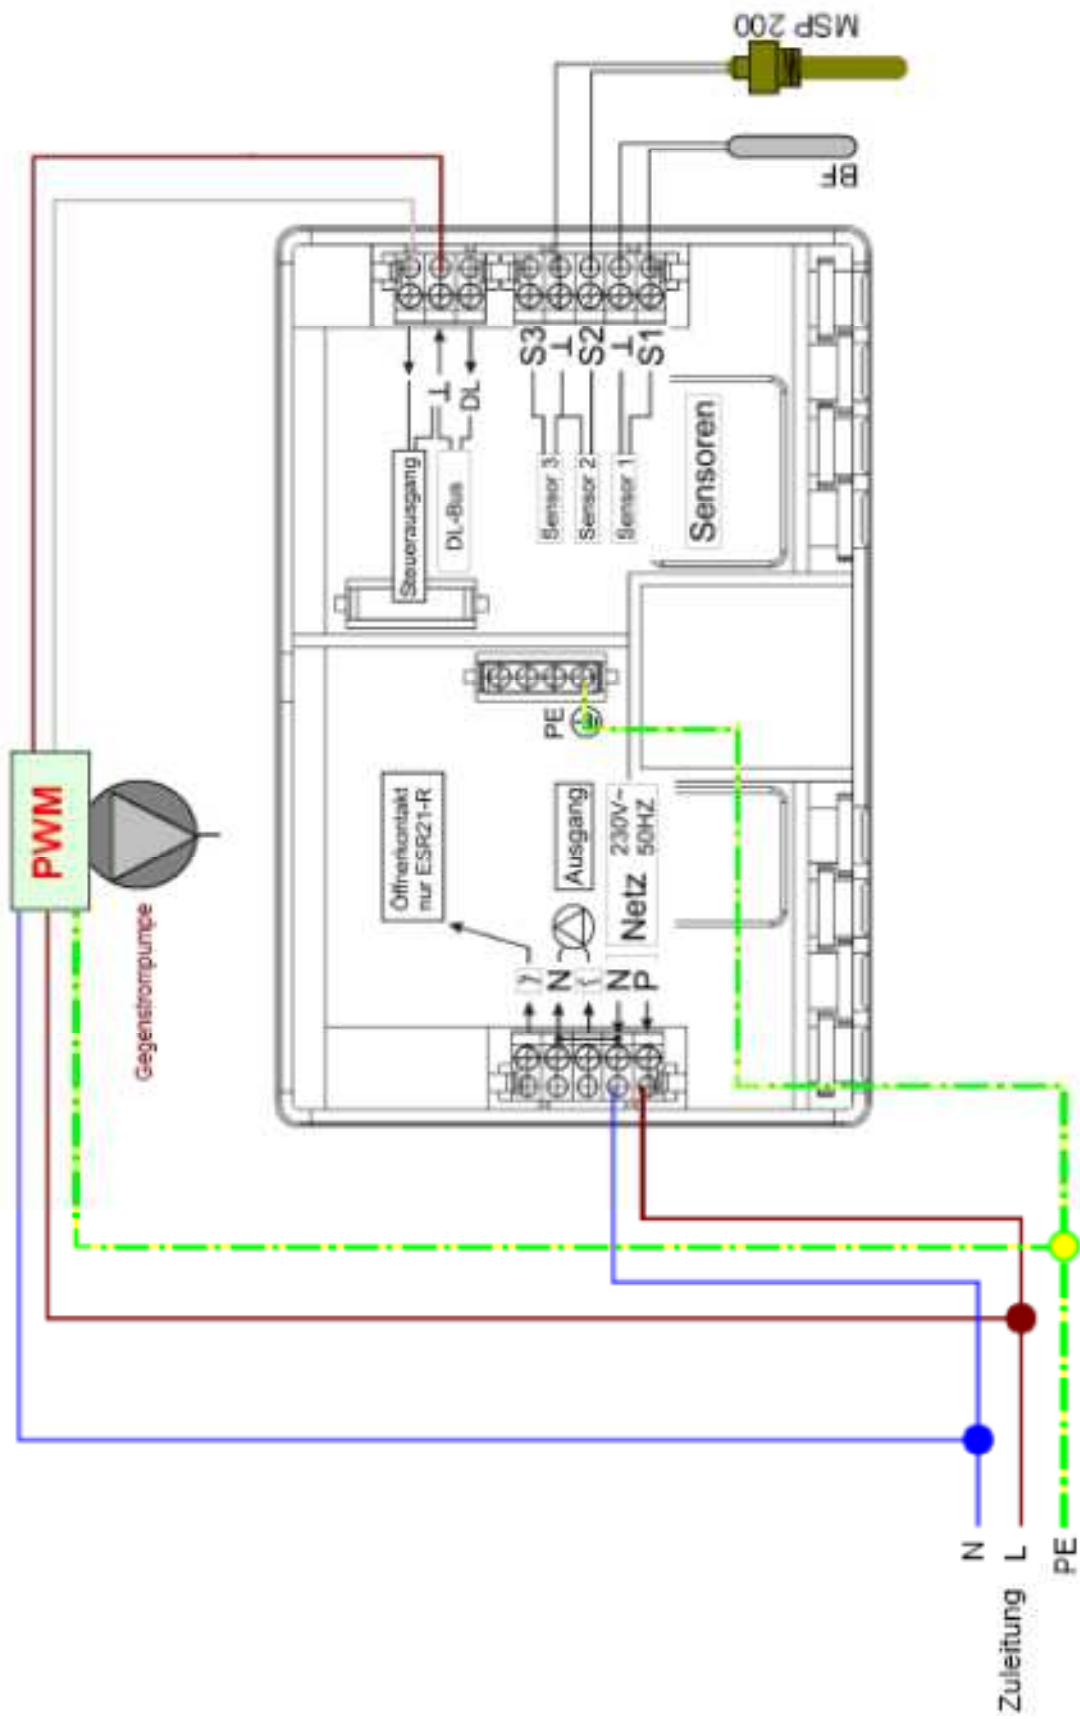 MSP 200
BF
S3
⊥
S2
⊥
S1
⊥
DL
Steuerausgang
DL-Bus
Sensor 3
Sensor 2
Sensor 1
Sensoren
PE
PWM
Gegenstrompumpe
Öffnerkontakt
nur ESR21-R
Ausgang
Netz
230V~
50HZ
N
N
P
N
L
PE
Zuleitung